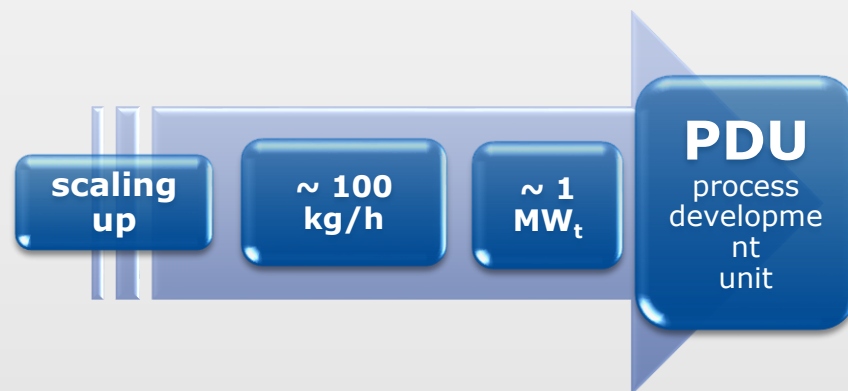 scaling
up
~ 100
kg/h
~ 1
MWt
PDU
process
developme
nt
unit